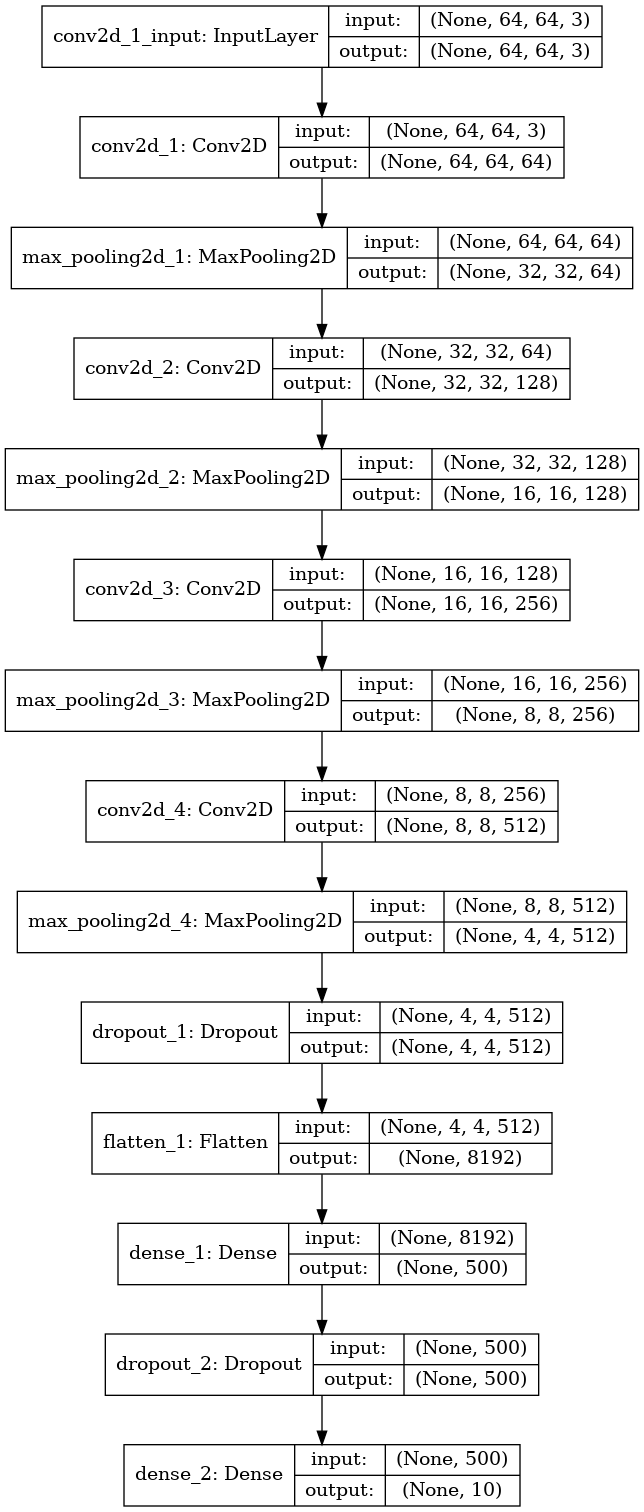 conv2d_1_input: InputLayer input: (None, 64, 64, 3)
output: (None, 64, 64, 3)
conv2d_1: Conv2D input: (None, 64, 64, 3)
output: (None, 64, 64, 64)
max_pooling2d_1: MaxPooling2D input: (None, 64, 64, 64)
output: (None, 32, 32, 64)
conv2d_2: Conv2D input: (None, 32, 32, 64)
output: (None, 32, 32, 128)
max_pooling2d_2: MaxPooling2D input: (None, 32, 32, 128)
output: (None, 16, 16, 128)
conv2d_3: Conv2D input: (None, 16, 16, 128)
output: (None, 16, 16, 256)
max_pooling2d_3: MaxPooling2D input: (None, 16, 16, 256)
output: (None, 8, 8, 256)
conv2d_4: Conv2D input: (None, 8, 8, 256)
output: (None, 8, 8, 512)
max_pooling2d_4: MaxPooling2D input: (None, 8, 8, 512)
output: (None, 4, 4, 512)
dropout_1: Dropout input: (None, 4, 4, 512)
output: (None, 4, 4, 512)
flatten_1: Flatten input: (None, 4, 4, 512)
output: (None, 8192)
dense_1: Dense input: (None, 8192)
output: (None, 500)
dropout_2: Dropout input: (None, 500)
output: (None, 500)
dense_2: Dense input: (None, 500)
output: (None, 10)